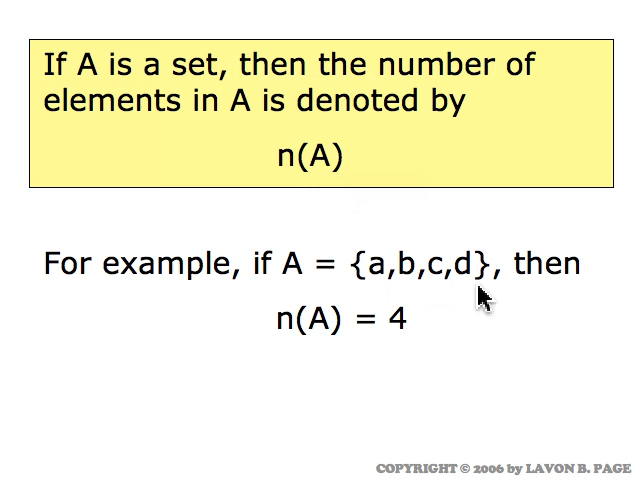 If A is a set, then the number of
elements in A is denoted by
n(A)
For example, if A = {a,b,c,d}, then
n(A) = 4
COPYRIGHT © 2006 by LAVON B. PAGE